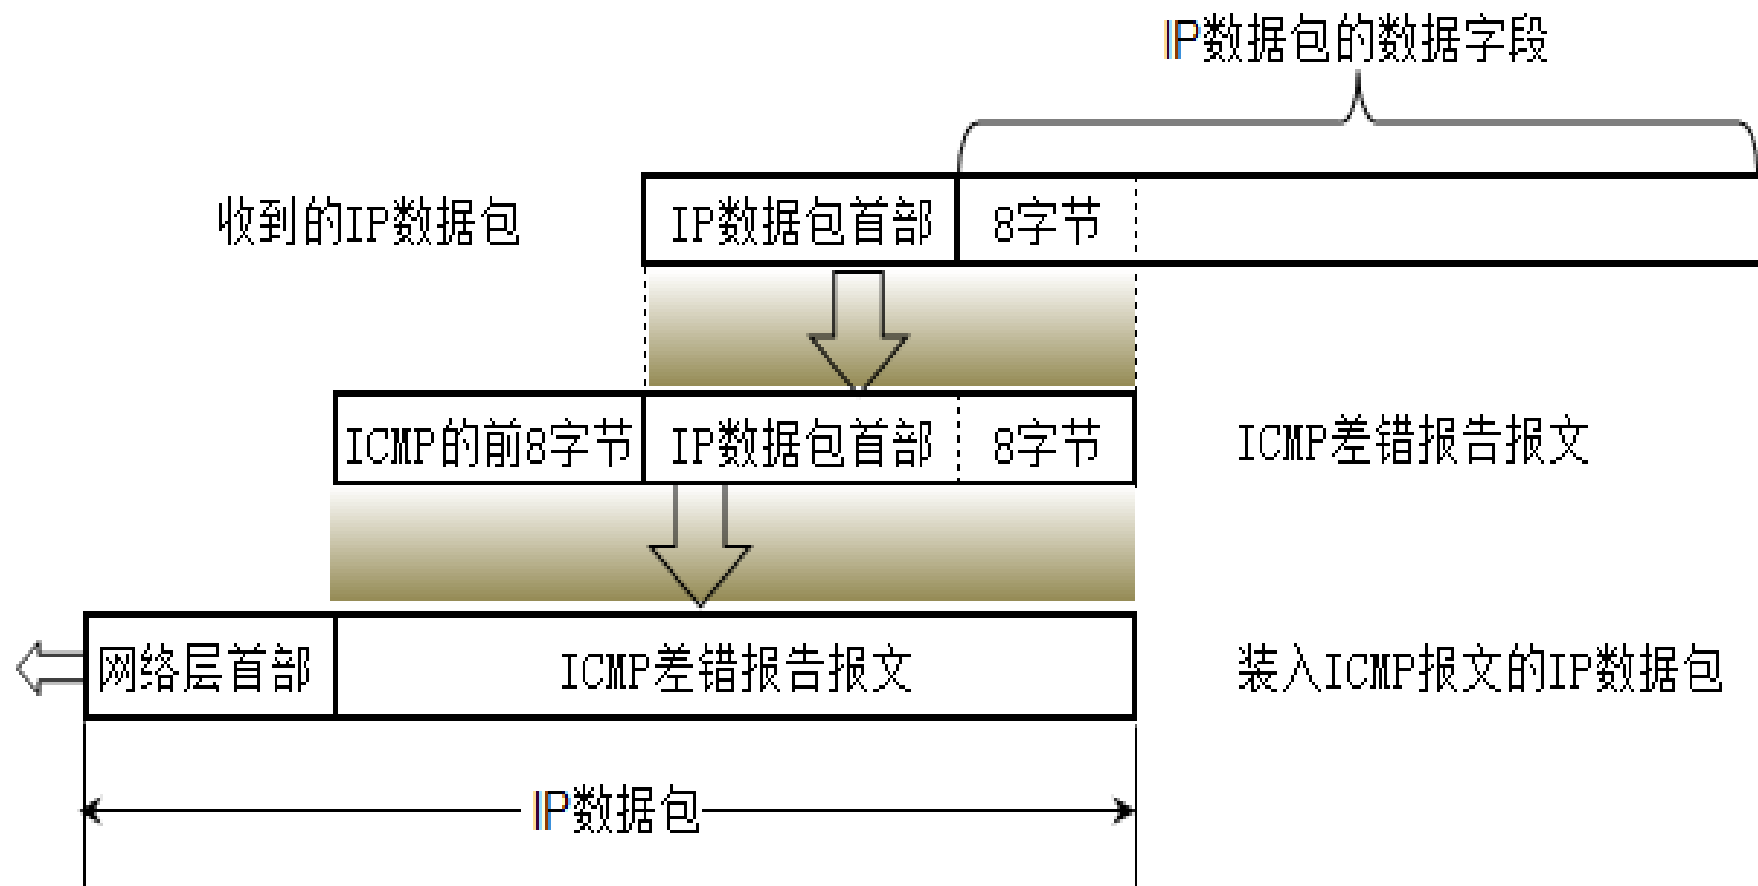 IP数据包的数据字段
收到的IP数据包
IP数据包首部
8字节
ICMP的前8字节
IP数据包首部
8字节
ICMP差错报告报文
网络层首部
ICMP差错报告报文
装入ICMP报文的IP数据包
IP数据包